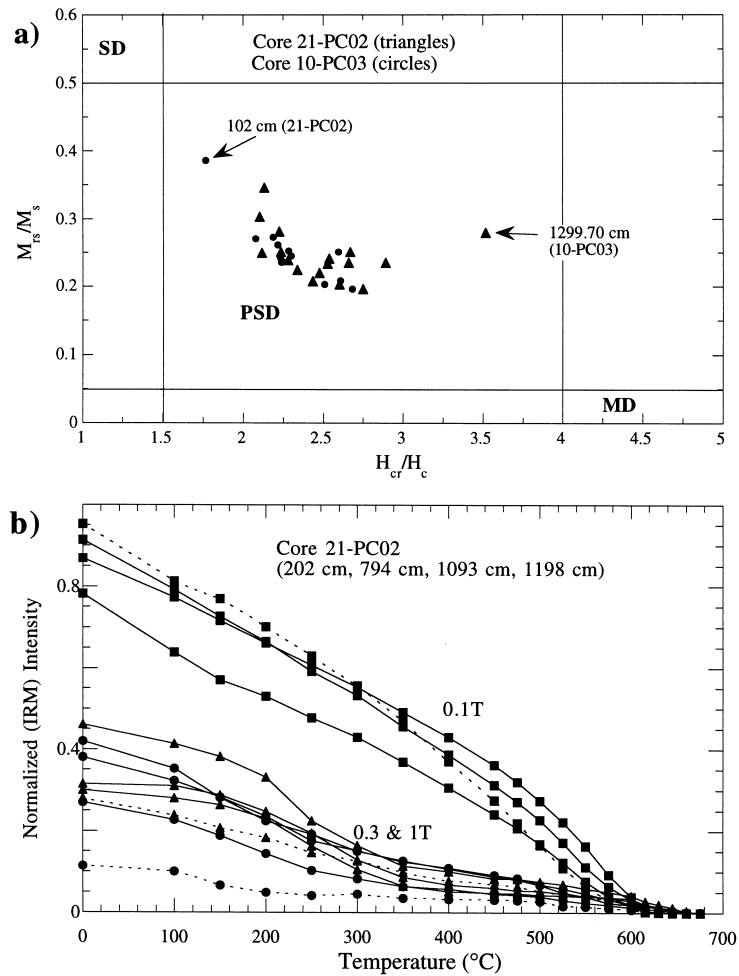 a)
0.6
0.5
0.4
0.3
0.2
0.1
0
M_rs/M_s
SD
Core 21-PC02 (triangles)
Core 10-PC03 (circles)
102 cm (21-PC02)
1299.70 cm
(10-PC03)
PSD
MD
1 1.5 2 2.5 3 3.5 4 4.5 5
H_cr/H_c
b)
Core 21-PC02
(202 cm, 794 cm, 1093 cm, 1198 cm)
0.8
0.4
0
Normalized (IRM) Intensity
0.1T
0.3 & 1T
0 100 200 300 400 500 600 700
Temperature (°C)